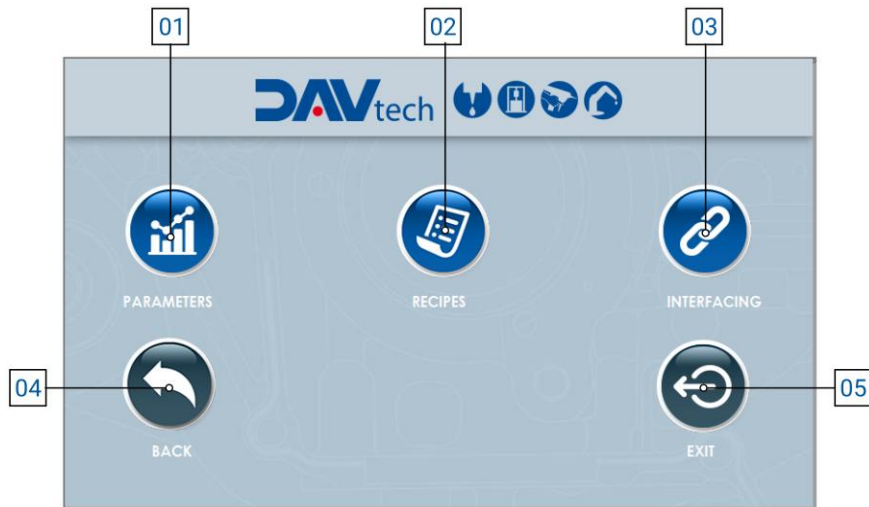 01 02 03
DAVtech
PARAMETERS RECIPES INTERFACING
04 05
BACK EXIT